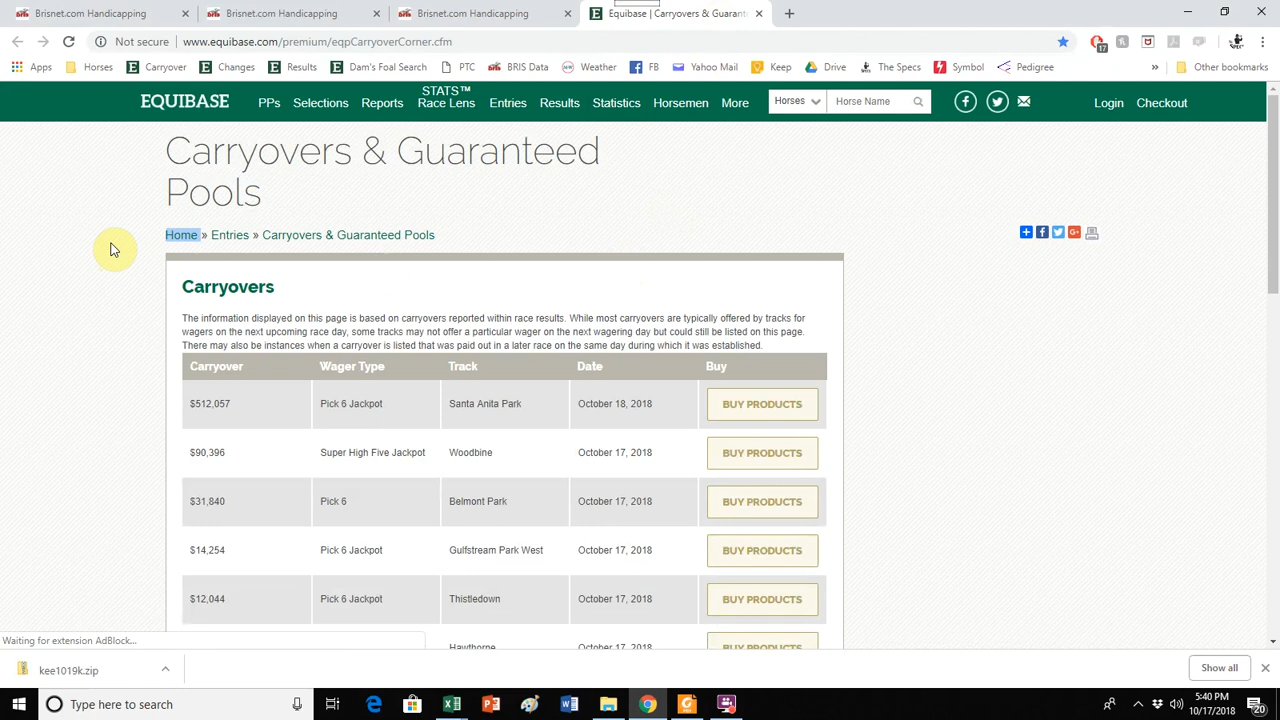 Brisnet.com Handicapping
Brisnet.com Handicapping
Brisnet.com Handicapping
Equibase | Carryovers & Guarant
Not secure | www.equibase.com/premium/eqpCarryoverCorner.cfm
17
Apps Horses Carryover Changes Results Dam's Foal Search PTC BRIS Data Weather FB Yahoo Mail Keep Drive The Specs Symbol Pedigree » Other bookmarks
EQUIBASE PTs Selections Reports STATS™ Race Lens Entries Results Statistics Horsemen More Horses Horse Name Login Checkout
Carryovers & Guaranteed
Pools
Home » Entries » Carryovers & Guaranteed Pools
Carryovers
The information displayed on this page is based on carryovers reported within race results. While most carryovers are typically offered by tracks for
wagers on the next upcoming race day, some tracks may not offer a particular wager on the next wagering day but could still be listed on this page.
There may also be instances when a carryover is listed that was paid out in a later race on the same day during which it was established.
Carryover Wager Type Track Date Buy
$512,057 Pick 6 Jackpot Santa Anita Park October 18, 2018 BUY PRODUCTS
$90,396 Super High Five Jackpot Woodbine October 17, 2018 BUY PRODUCTS
$31,840 Pick 6 Belmont Park October 17, 2018 BUY PRODUCTS
$14,254 Pick 6 Jackpot Gulfstream Park West October 17, 2018 BUY PRODUCTS
$12,044 Pick 6 Jackpot Thistledown October 17, 2018 BUY PRODUCTS
Hawthorne BUY PRODUCTS
Waiting for extension AdBlock...
kee1019k.zip
Show all
Type here to search
5:40 PM
10/17/2018
20